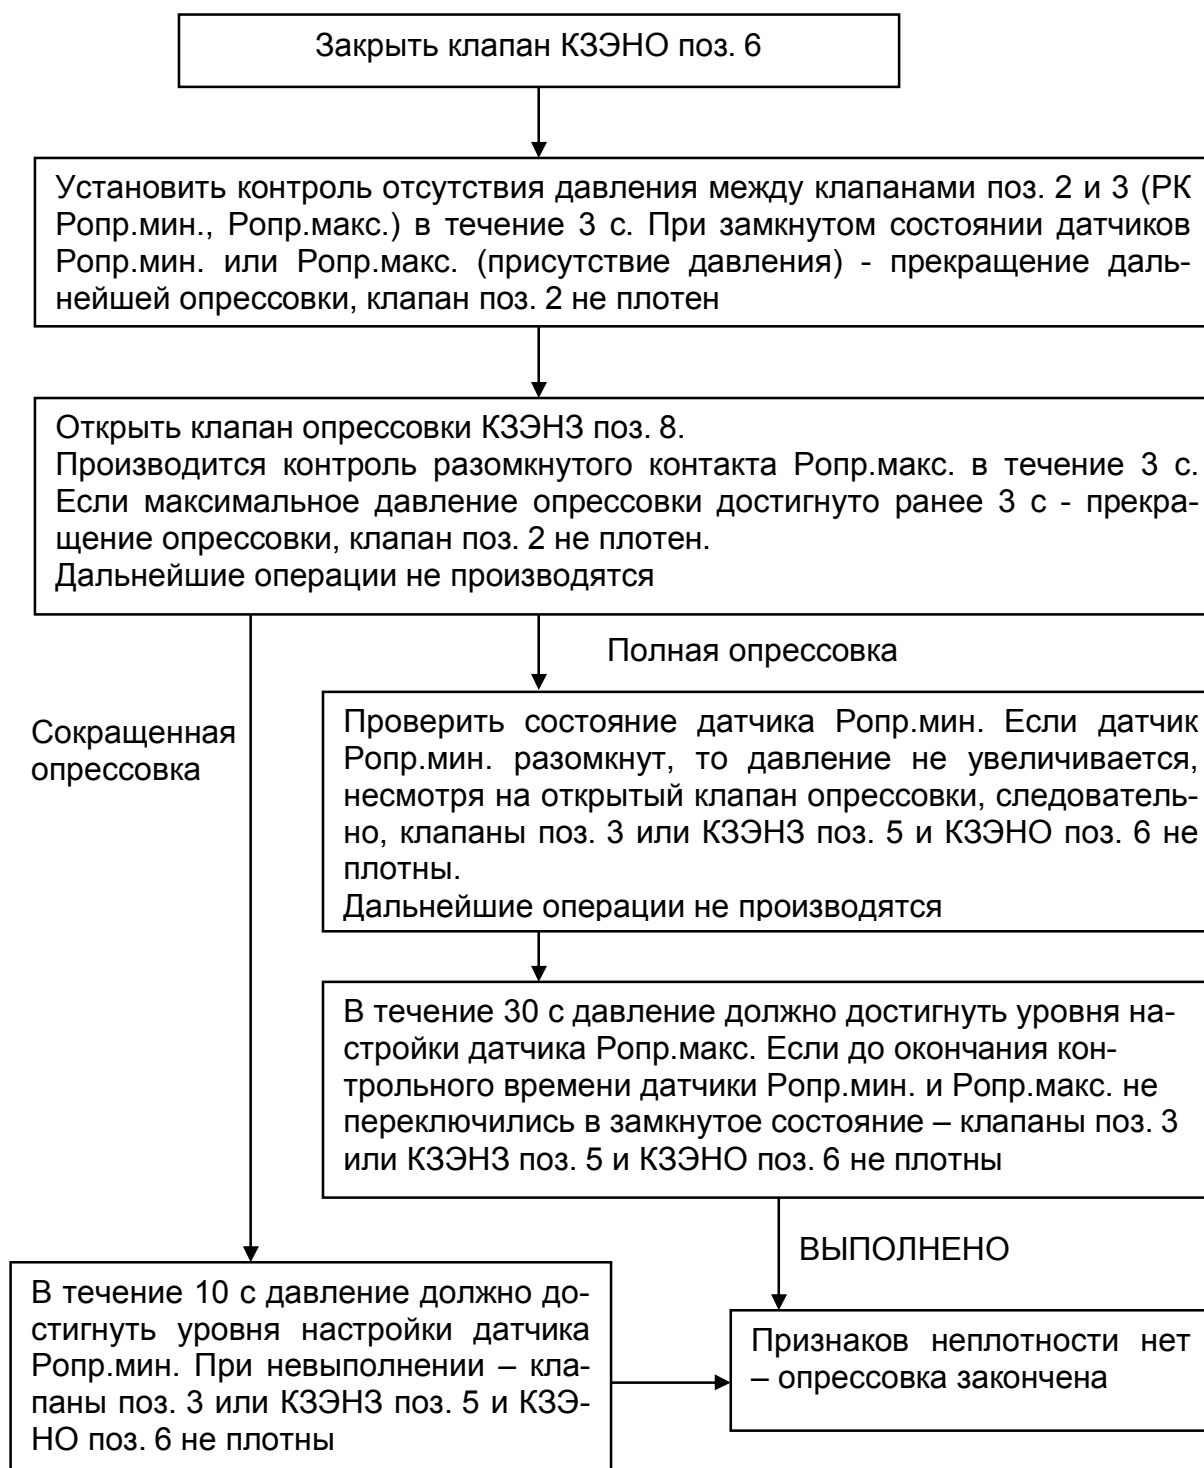 Закрыть клапан КЗЭНО поз. 6
Установить контроль отсутствия давления между клапанами поз. 2 и 3 (РК
Ропр.мин., Ропр.макс.) в течение 3 с. При замкнутом состоянии датчиков
Ропр.мин. или Ропр.макс. (присутствие давления) - прекращение даль-
нейшей опрессовки, клапан поз. 2 не плотен
Открыть клапан опрессовки КЗЭНЗ поз. 8.
Производится контроль разомкнутого контакта Ропр.макс. в течение 3 с.
Если максимальное давление опрессовки достигнуто ранее 3 с - прекра-
щение опрессовки, клапан поз. 2 не плотен.
Дальнейшие операции не производятся
Полная опрессовка
Сокращенная
опрессовка
Проверить состояние датчика Ропр.мин. Если датчик
Ропр.мин. разомкнут, то давление не увеличивается,
несмотря на открытый клапан опрессовки, следователь-
но, клапаны поз. 3 или КЗЭНЗ поз. 5 и КЗЭНО поз. 6 не
плотны.
Дальнейшие операции не производятся
В течение 30 с давление должно достигнуть уровня на-
стройки датчика Ропр.макс. Если до окончания кон-
трольного времени датчики Ропр.мин. и Ропр.макс. не
переключились в замкнутое состояние – клапаны поз. 3
или КЗЭНЗ поз. 5 и КЗЭНО поз. 6 не плотны
ВЫПОЛНЕНО
В течение 10 с давление должно до-
стигнуть уровня настройки датчика
Ропр.мин. При невыполнении – кла-
паны поз. 3 или КЗЭНЗ поз. 5 и КЗЭ-
НО поз. 6 не плотны
Признаков неплотности нет
– опрессовка закончена